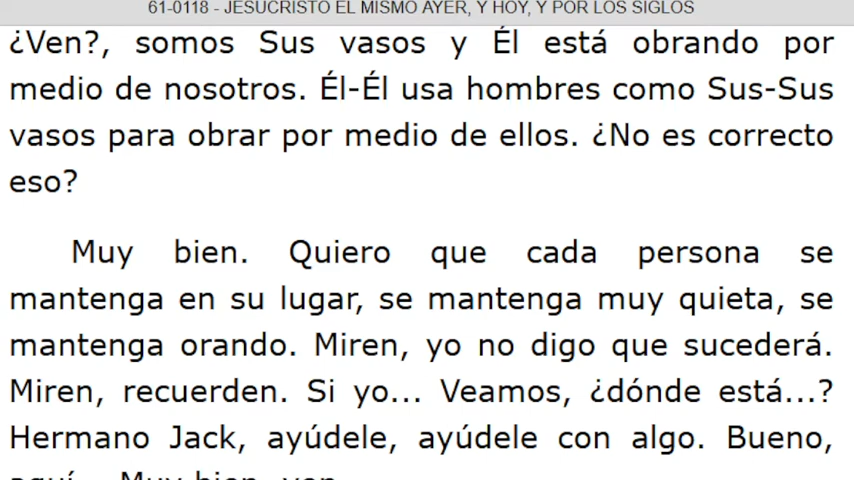 61-0118 - JESUCRISTO EL MISMO AYER, Y HOY, Y POR LOS SIGLOS
¿Ven?, somos Sus vasos y Él está obrando por
medio de nosotros. Él-Él usa hombres como Sus-Sus
vasos para obrar por medio de ellos. ¿No es correcto
eso?
Muy bien. Quiero que cada persona se
mantenga en su lugar, se mantenga muy quieta, se
mantenga orando. Miren, yo no digo que sucederá.
Miren, recuerden. Si yo... Veamos, ¿dónde está...?
Hermano Jack, ayúdele, ayúdele con algo. Bueno,
aquí... Muy bien, ven